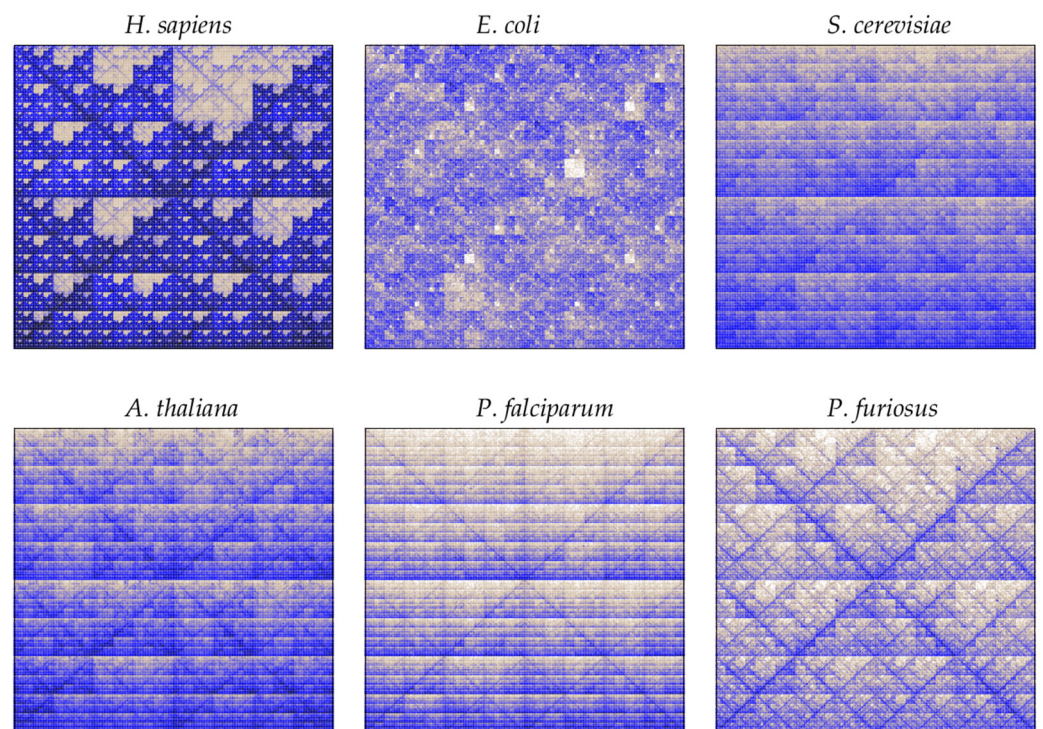 H. sapiens
E. coli
S. cerevisiae
A. thaliana
P. falciparum
P. furiosus